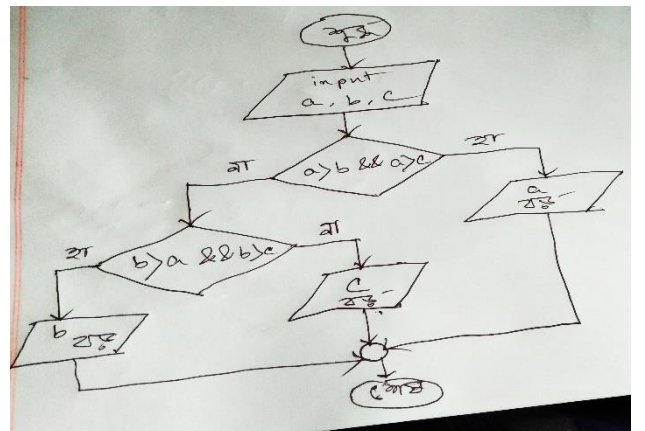 শুরু
input
a, b, c
a>b && a>c
না
হ্যা
a
বড়
b>a && b>c
হ্যা
না
b বড়
c
বড়
শেষ